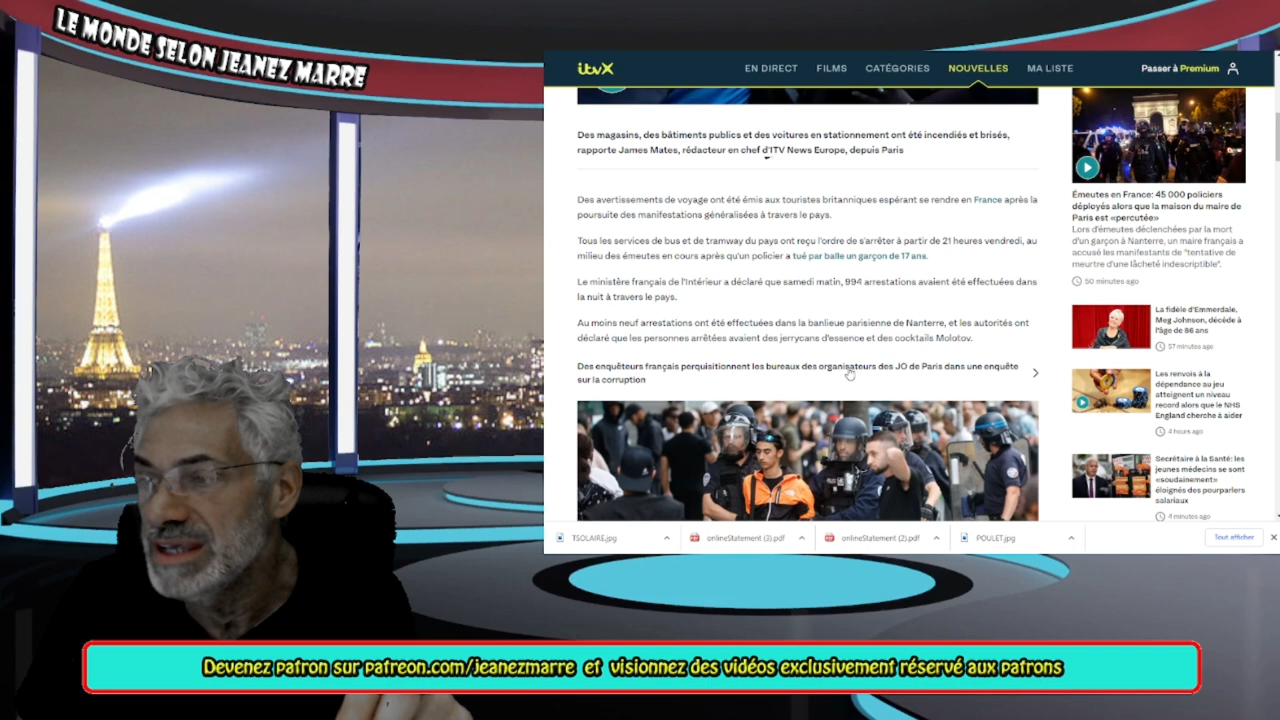 LE MONDE SELON JEANEZ MARRE
itvX
EN DIRECT FILMS CATÉGORIES NOUVELLES MA LISTE
Passer à Premium
Des magasins, des bâtiments publics et des voitures en stationnement ont été incendiés et brisés,
rapporte James Mates, rédacteur en chef d'ITV News Europe, depuis Paris
Des avertissements de voyage ont été émis aux touristes britanniques espérant se rendre en France après la
poursuite des manifestations généralisées à travers le pays.
Tous les services de bus et de tramway du pays ont reçu l'ordre de s'arrêter à partir de 21 heures vendredi, au
milieu des émeutes en cours après qu'un policier a tué par balle un garçon de 17 ans.
Le ministère français de l'Intérieur a déclaré que samedi matin, 994 arrestations avaient été effectuées dans
la nuit à travers le pays.
Au moins neuf arrestations ont été effectuées dans la banlieue parisienne de Nanterre, et les autorités ont
déclaré que les personnes arrêtées avaient des jerrycans d'essence et des cocktails Molotov.
Des enquêteurs français perquisitionnent les bureaux des organisateurs des JO de Paris dans une enquête
sur la corruption
Émeutes en France: 45 000 policiers
déployés alors que la maison du maire de
Paris est «percutée»
Lors d'émeutes déclenchées par la mort
d'un garçon à Nanterre, un maire français a
accusé les manifestants de "tentative de
meurtre d'une lâcheté indescriptible".
50 minutes ago
La fidèle d'Emmerdale,
Meg Johnson, décède à
l'âge de 86 ans
57 minutes ago
Les renvois à la
dépendance au jeu
atteignent un niveau
record alors que le NHS
England cherche à aider
4 hours ago
Secrétaire à la Santé: les
jeunes médecins se sont
«soudainement»
éloignés des pourparlers
salariaux
4 minutes ago
TSOLAIRE.jpg
onlineStatement (3).pdf
onlineStatement (2).pdf
POULET.jpg
Tout afficher
Devenez patron sur patreon.com/jeanezmarre et visionnez des vidéos exclusivement réservé aux patrons